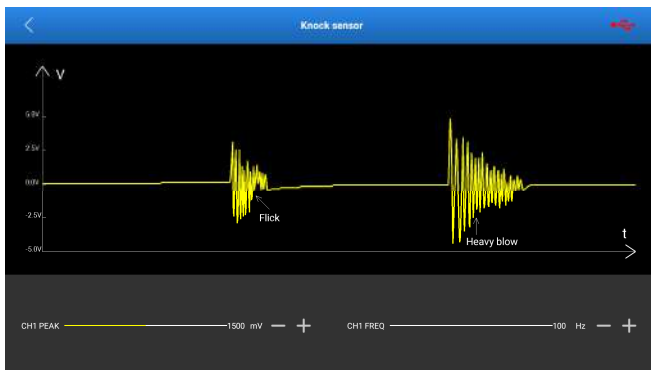 Knock sensor
V
5.0V
2.5V
0.0V
-2.5V
-5.0V
Flick
Heavy blow
t
CH1 PEAK 1500 mV — +
CH1 FREQ 100 Hz — +